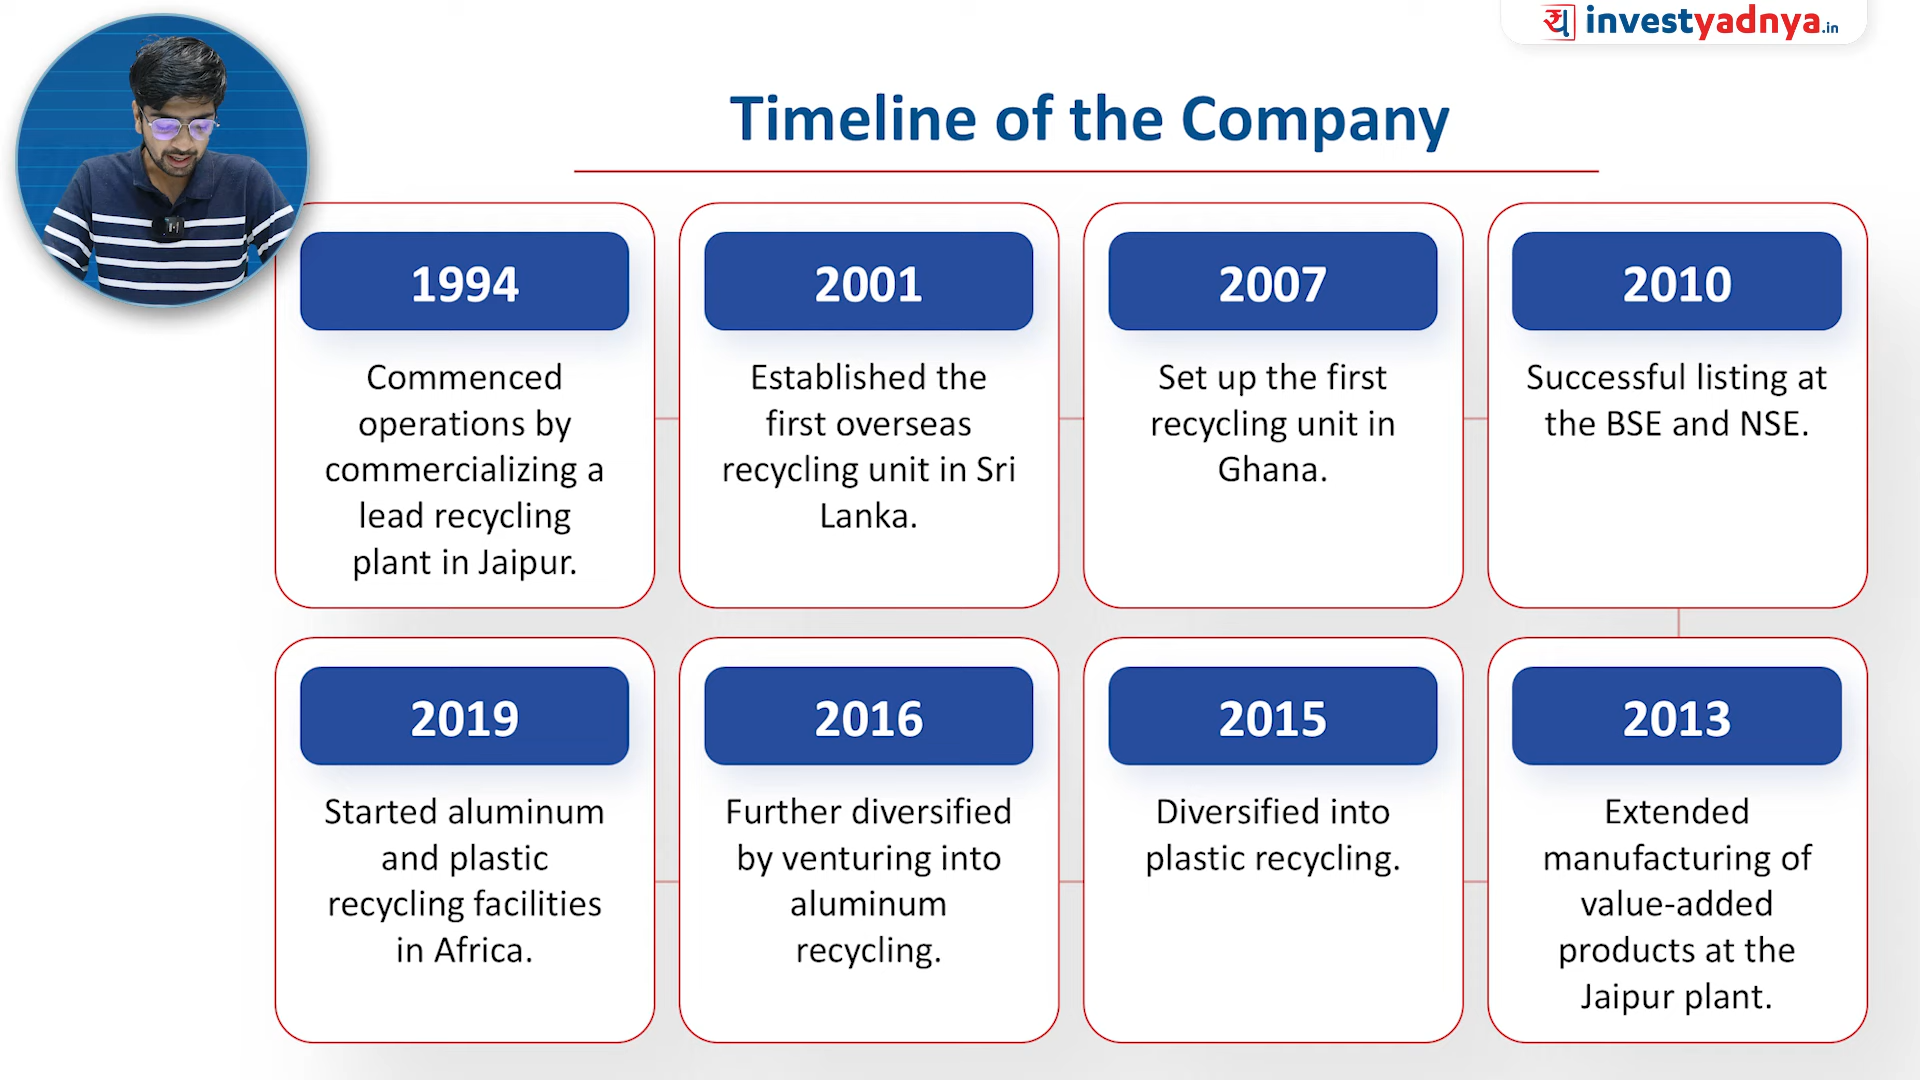 investyadnya.in
Timeline of the Company
1994
Commenced
operations by
commercializing a
lead recycling
plant in Jaipur.
2001
Established the
first overseas
recycling unit in Sri
Lanka.
2007
Set up the first
recycling unit in
Ghana.
2010
Successful listing at
the BSE and NSE.
2019
Started aluminum
and plastic
recycling facilities
in Africa.
2016
Further diversified
by venturing into
aluminum
recycling.
2015
Diversified into
plastic recycling.
2013
Extended
manufacturing of
value-added
products at the
Jaipur plant.